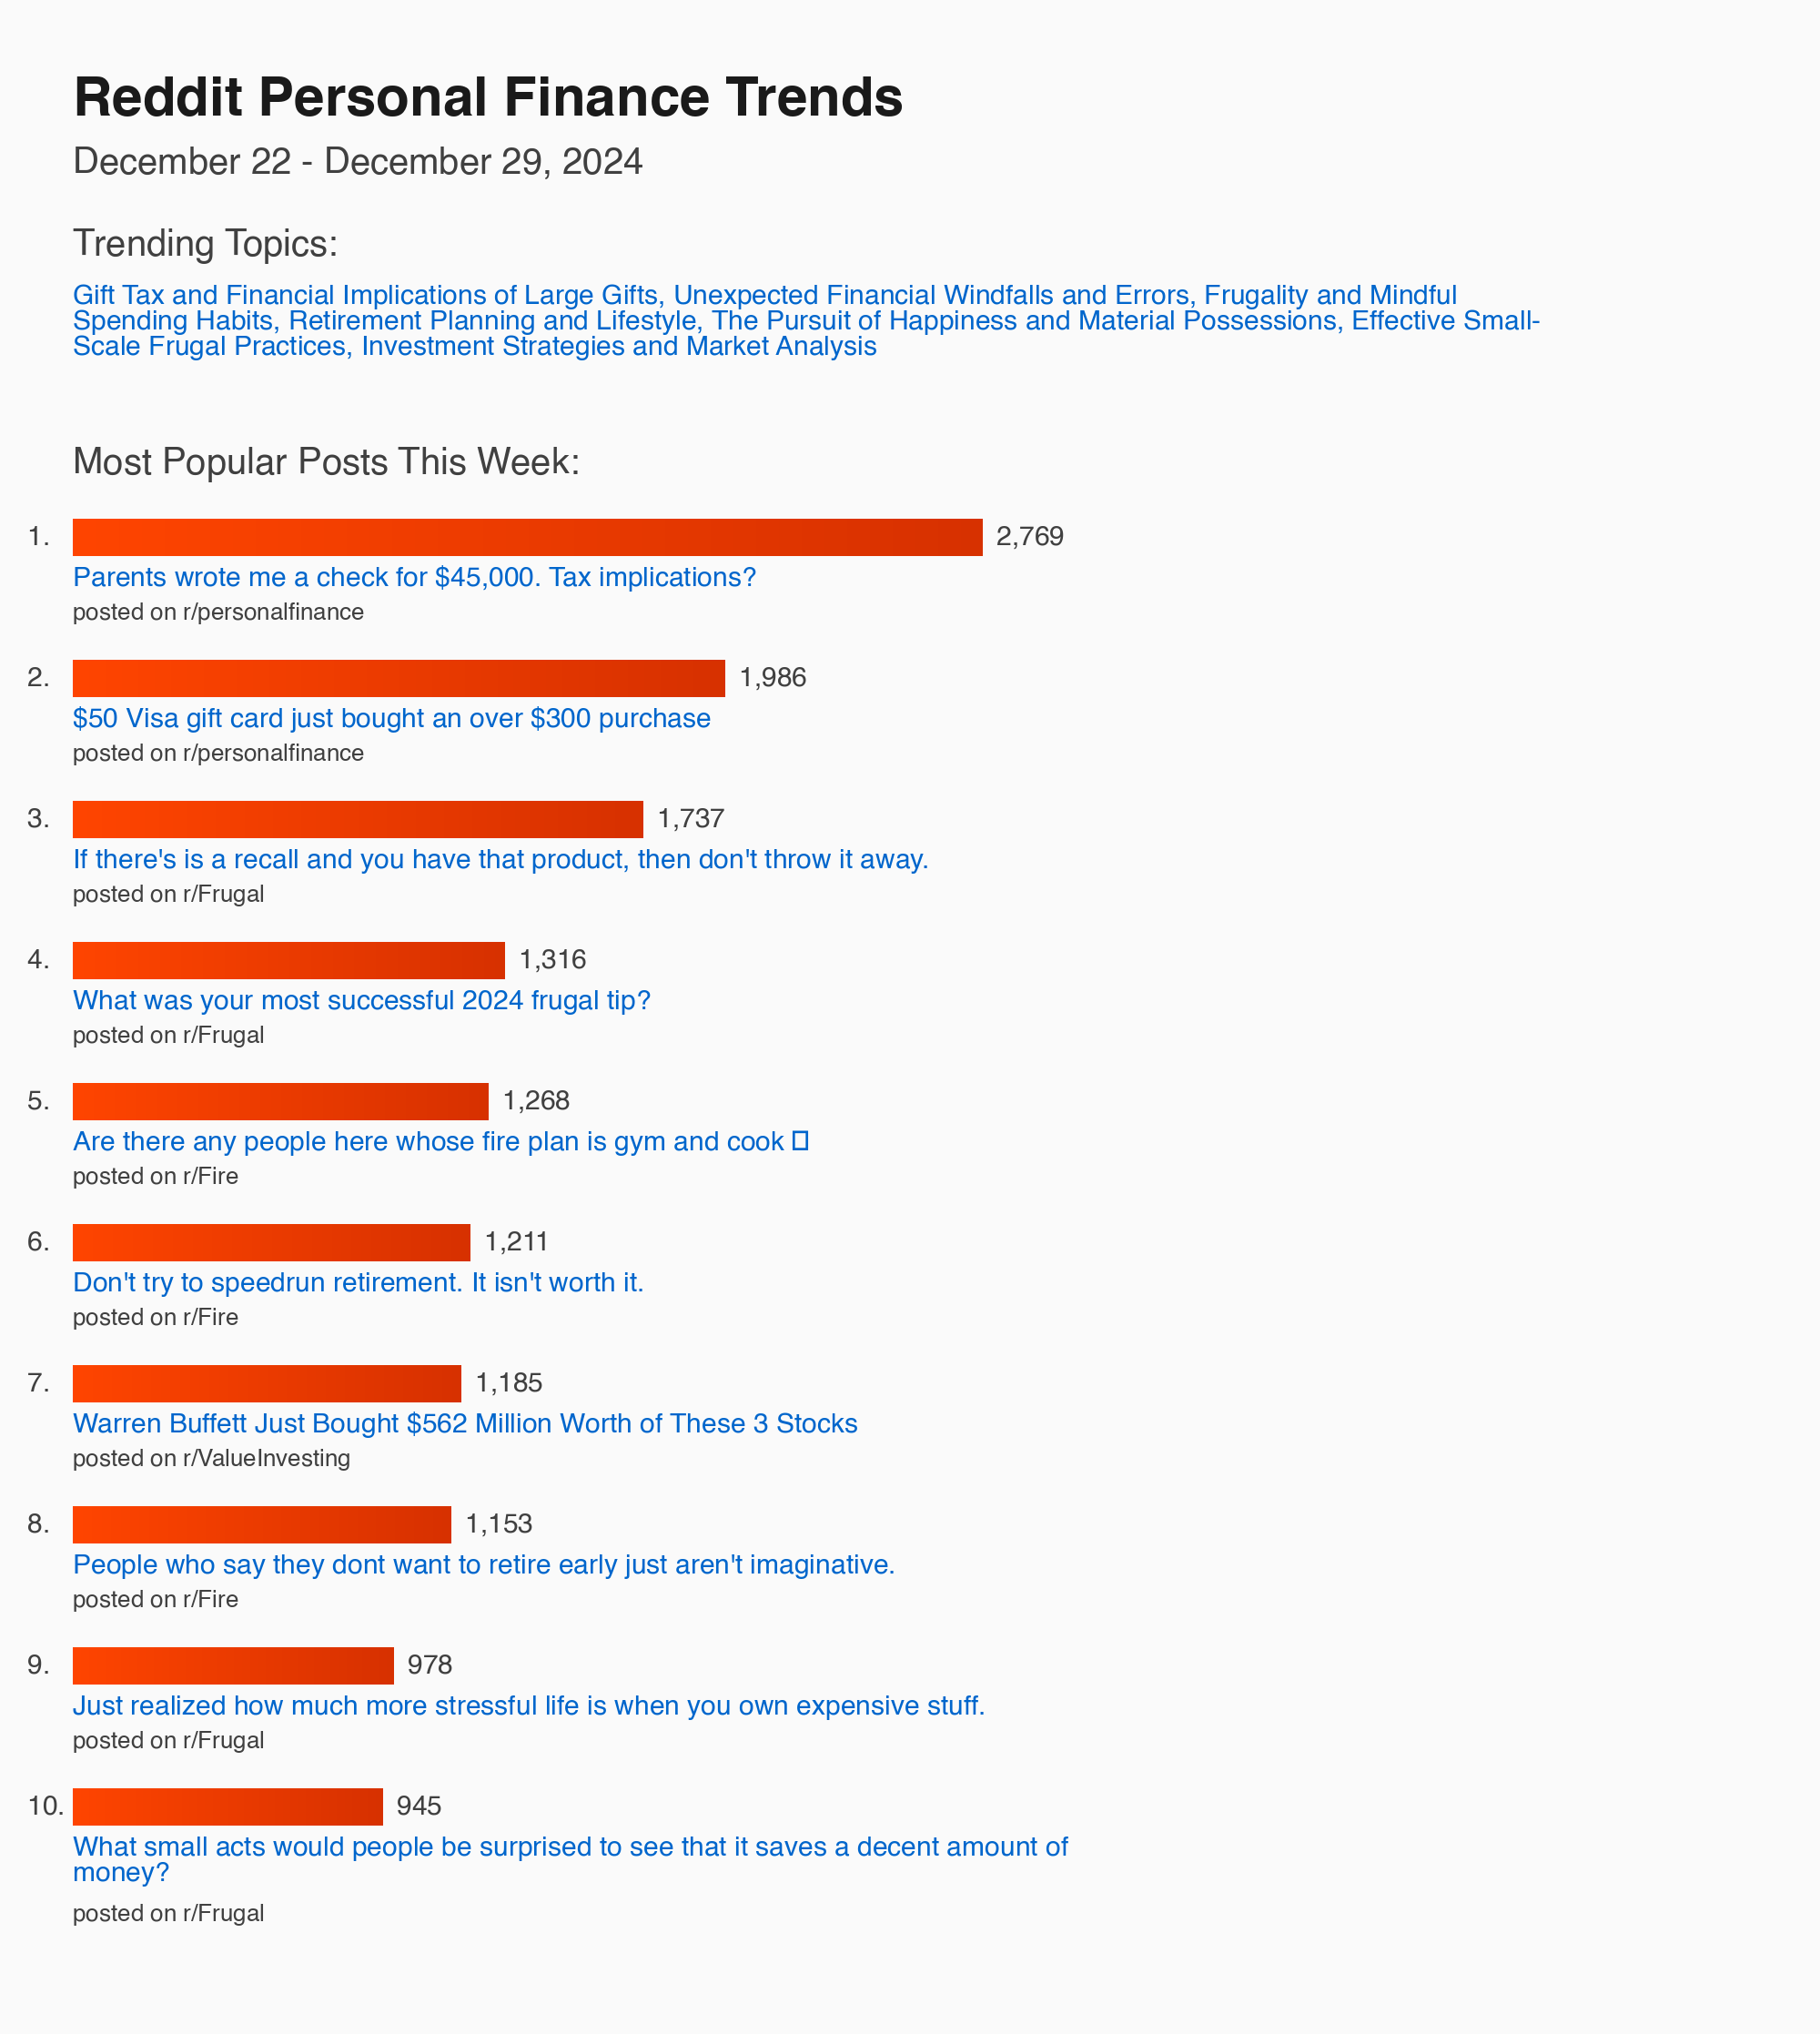 Reddit Personal Finance Trends
December 22 - December 29, 2024
Trending Topics:
Gift Tax and Financial Implications of Large Gifts, Unexpected Financial Windfalls and Errors, Frugality and Mindful
Spending Habits, Retirement Planning and Lifestyle, The Pursuit of Happiness and Material Possessions, Effective Small-
Scale Frugal Practices, Investment Strategies and Market Analysis
Most Popular Posts This Week:
1. 2,769
Parents wrote me a check for $45,000. Tax implications?
posted on r/personalfinance
2. 1,986
$50 Visa gift card just bought an over $300 purchase
posted on r/personalfinance
3. 1,737
If there's is a recall and you have that product, then don't throw it away.
posted on r/Frugal
4. 1,316
What was your most successful 2024 frugal tip?
posted on r/Frugal
5. 1,268
Are there any people here whose fire plan is gym and cook □
posted on r/Fire
6. 1,211
Don't try to speedrun retirement. It isn't worth it.
posted on r/Fire
7. 1,185
Warren Buffett Just Bought $562 Million Worth of These 3 Stocks
posted on r/ValueInvesting
8. 1,153
People who say they dont want to retire early just aren't imaginative.
posted on r/Fire
9. 978
Just realized how much more stressful life is when you own expensive stuff.
posted on r/Frugal
10. 945
What small acts would people be surprised to see that it saves a decent amount of
money?
posted on r/Frugal